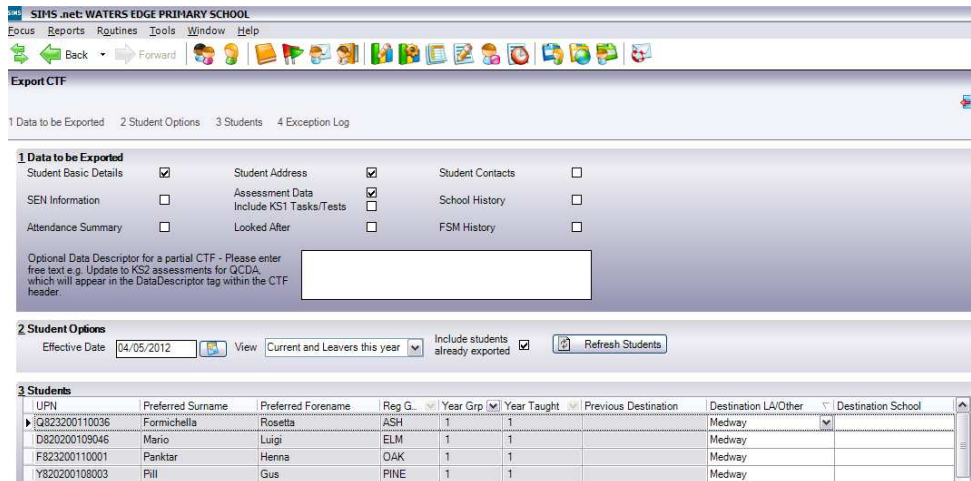 SIMS .net: WATERS EDGE PRIMARY SCHOOL
Focus Reports Routines Tools Window Help
Back Forward
Export CTF
1 Data to be Exported 2 Student Options 3 Students 4 Exception Log
1 Data to be Exported
Student Basic Details Student Address Student Contacts
SEN Information Assessment Data Include KS1 Tasks/Tests School History
Attendance Summary Looked After FSM History
Optional Data Descriptor for a partial CTF - Please enter
free text e.g. Update to KS2 assessments for QCDA,
which will appear in the DataDescriptor tag within the CTF
header.
2 Student Options
Effective Date 04/05/2012 View Current and Leavers this year Include students already exported Refresh Students
3 Students
UPN Preferred Surname Preferred Forename Reg G... Year Grp Year Taught Previous Destination Destination LA/Other Destination School
Q823200110036 Formichella Rosetta ASH 1 1 Medway
D820200109046 Mario Luigi ELM 1 1 Medway
F823200110001 Panktar Henna OAK 1 1 Medway
Y820200108003 Pill Gus PINE 1 1 Medway